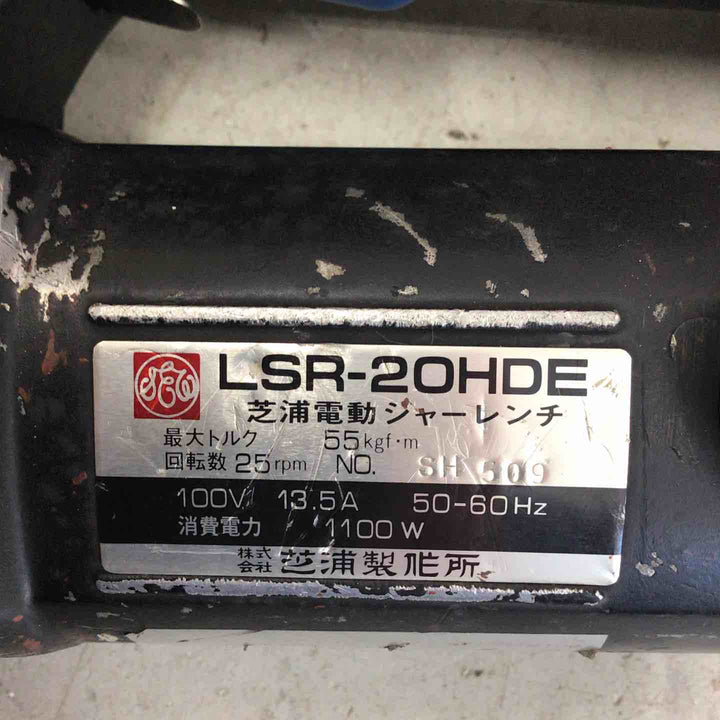 LSR-20HDE
芝浦電動シャーレンチ
最大トルク 55kgf・m
回転数 25rpm NO. SH 509
100V 13.5A 50-60Hz
消費電力 1100W
株式会社 芝浦製作所